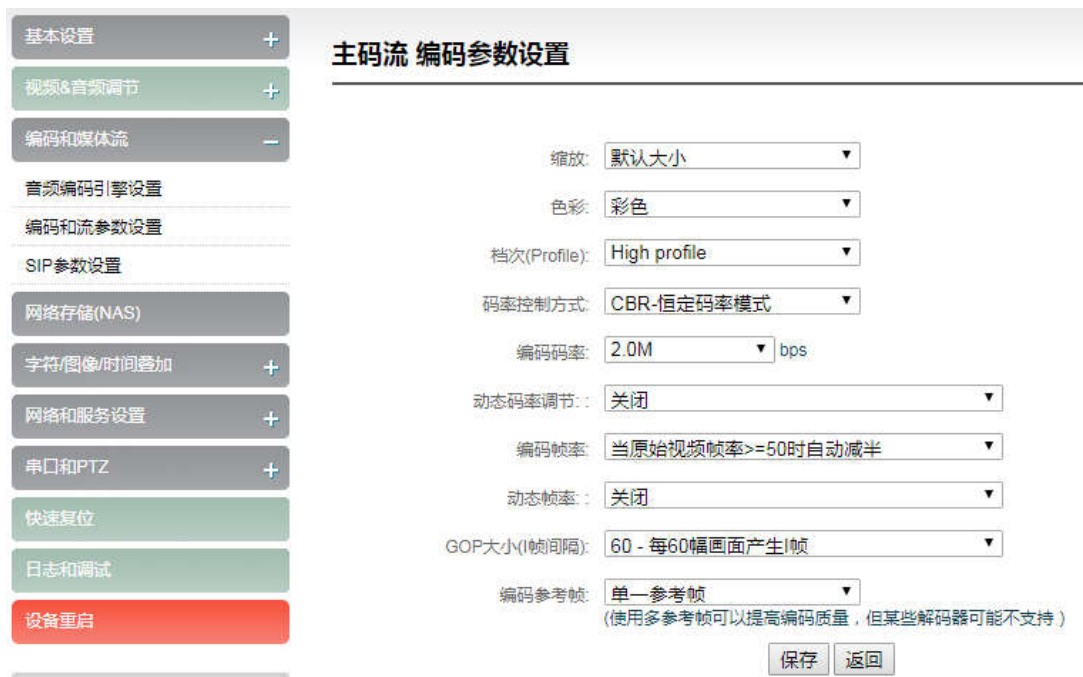 基本设置 +
视频&音频调节 +
编码和媒体流 −
音频编码引擎设置
编码和流参数设置
SIP参数设置
网络存储(NAS)
字符/图像/时间叠加 +
网络和服务设置 +
串口和PTZ +
快速复位
日志和调试
设备重启
主码流 编码参数设置
缩放: 默认大小
色彩: 彩色
档次(Profile): High profile
码率控制方式: CBR-恒定码率模式
编码码率: 2.0M bps
动态码率调节: : 关闭
编码帧率: 当原始视频帧率>=50时自动减半
动态帧率: : 关闭
GOP大小(I帧间隔): 60 - 每60幅画面产生I帧
编码参考帧: 单一参考帧
(使用多参考帧可以提高编码质量，但某些解码器可能不支持)
保存 返回